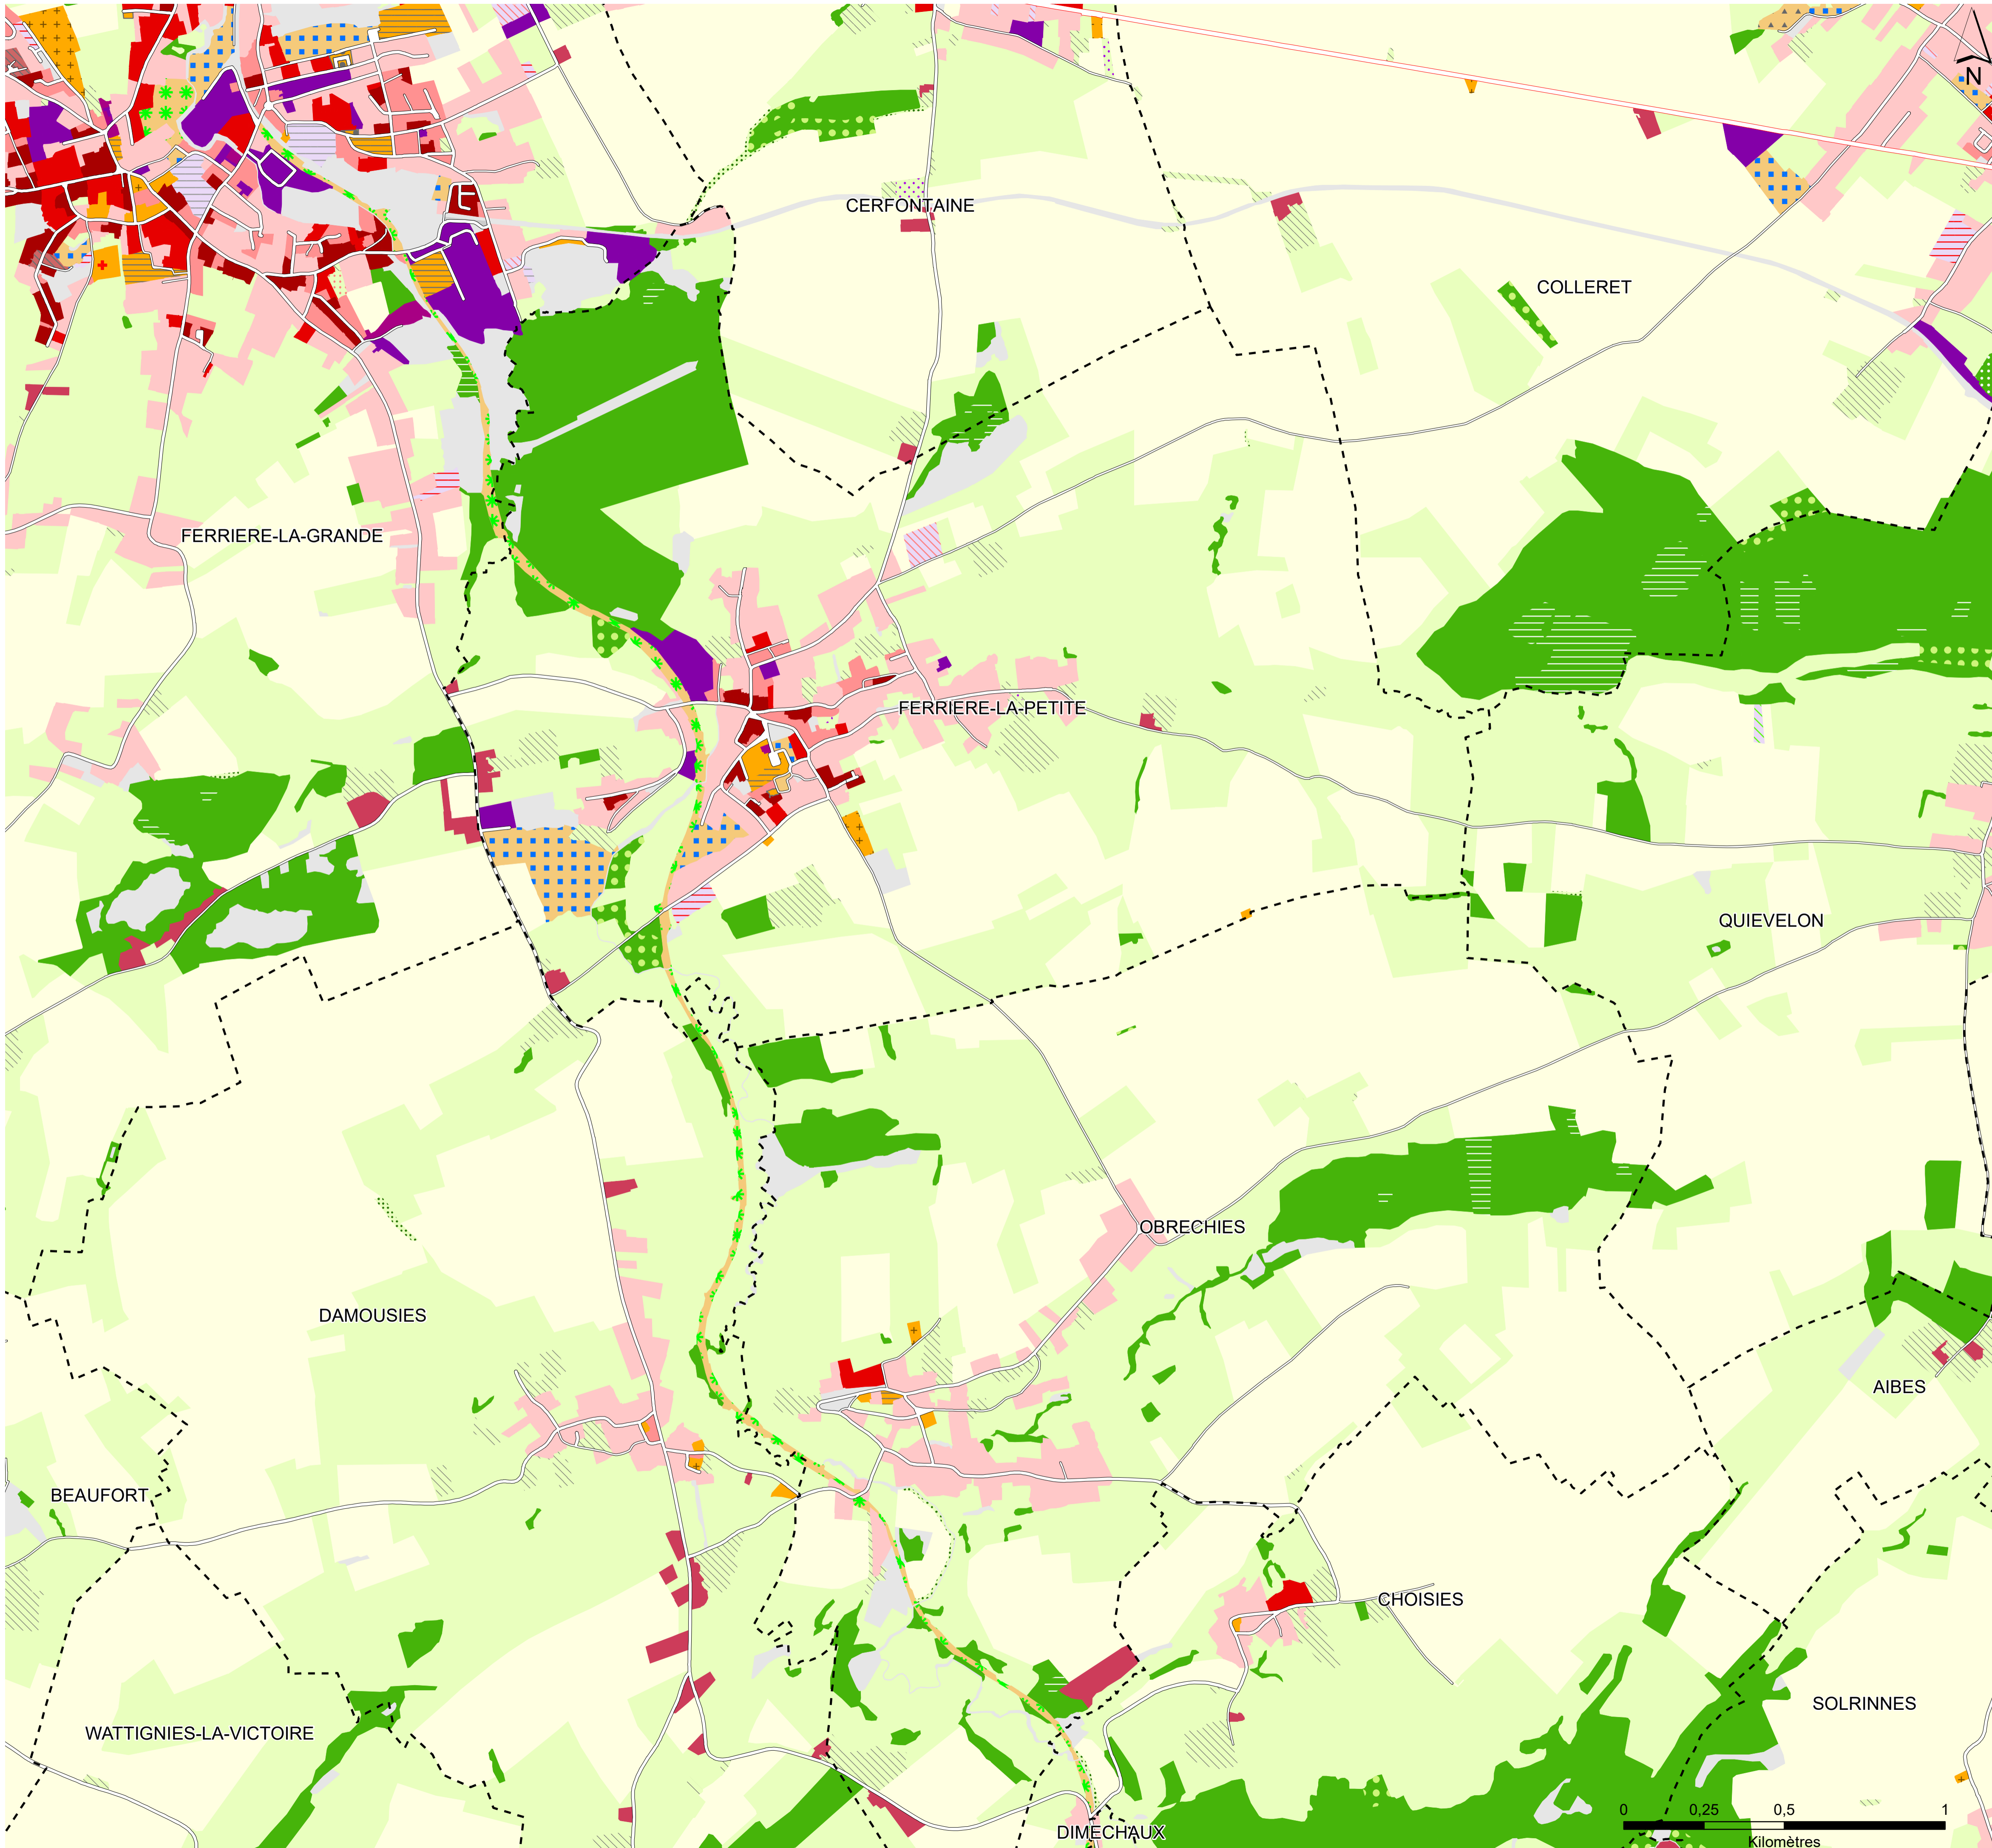 N
CERFONTAINE
COLLERET
FERRIERE-LA-GRANDE
FERRIERE-LA-PETITE
QUIEVELON
OBRECHIES
DAMOUSIES
AIBES
BEAUFORT
CHOISIES
SOLRINNES
WATTIGNIES-LA-VICTOIRE
0 0,25 0,5 1
DIMECHAUX
Kilomètres